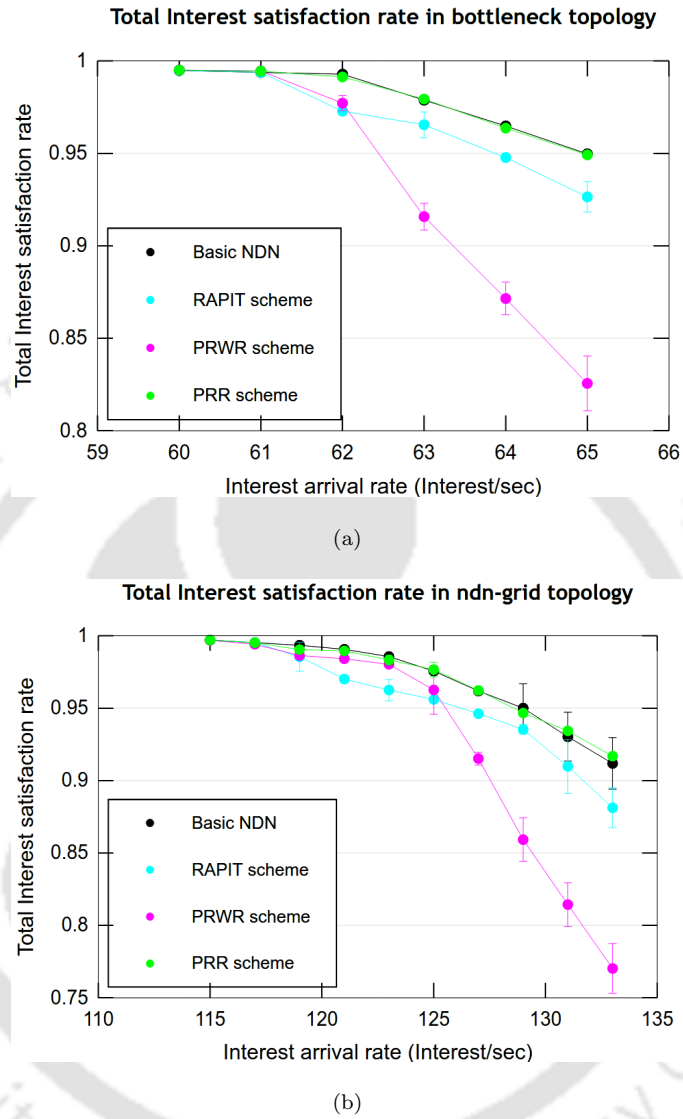 Total Interest satisfaction rate in bottleneck topology
1
0.95
0.9
0.85
0.8
Total Interest satisfaction rate
Basic NDN
RAPIT scheme
PRWR scheme
PRR scheme
59 60 61 62 63 64 65 66
Interest arrival rate (Interest/sec)
(a)
Total Interest satisfaction rate in ndn-grid topology
1
0.95
0.9
0.85
0.8
0.75
Total Interest satisfaction rate
Basic NDN
RAPIT scheme
PRWR scheme
PRR scheme
110 115 120 125 130 135
Interest arrival rate (Interest/sec)
(b)